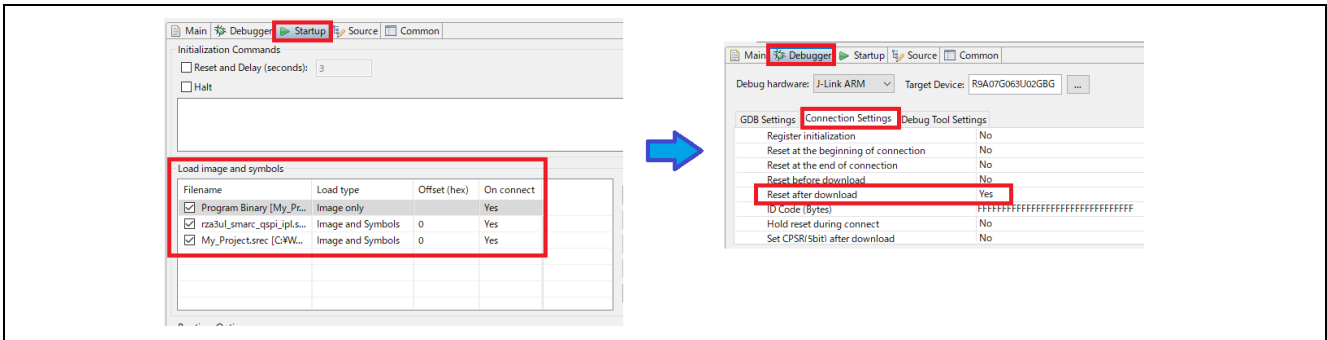 Main Debugger Startup Source Common
Initialization Commands
Reset and Delay (seconds): 3
Halt
Load image and symbols
Filename Load type Offset (hex) On connect
Program Binary [My_Pr... Image only Yes
rza3ul_smarc_qspi_ipl.s... Image and Symbols 0 Yes
My_Project.srec [C:¥W... Image and Symbols 0 Yes
Main Debugger Startup Source Common
Debug hardware: J-Link ARM Target Device: R9A07G063U02GBG ...
GDB Settings Connection Settings Debug Tool Settings
Register initialization No
Reset at the beginning of connection No
Reset at the end of connection No
Reset before download No
Reset after download Yes
ID Code (Bytes)
Hold reset during connect No
Set CPSR(5bit) after download No